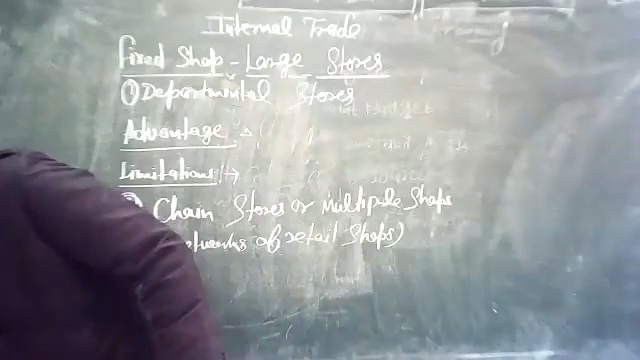 Internal Trade
Fixed Shop - Large Stores
① Departmental Stores
Advantage :-
Limitations :→
Chain Stores or Multiple Shops
of retail Shops)